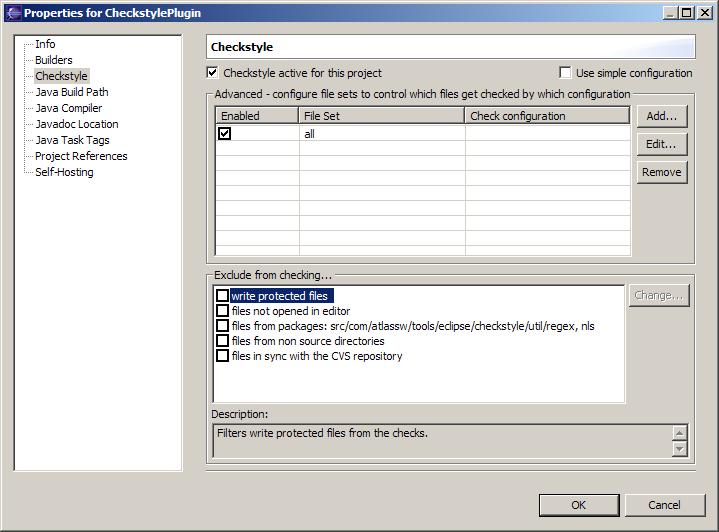 Properties for CheckstylePlugin
Info
Builders
Checkstyle
Java Build Path
Java Compiler
Javadoc Location
Java Task Tags
Project References
Self-Hosting
Checkstyle
Checkstyle active for this project
Use simple configuration
Advanced - configure file sets to control which files get checked by which configuration
Enabled File Set Check configuration
all
Add...
Edit...
Remove
Exclude from checking...
write protected files
files not opened in editor
files from packages: src/com/atlassw/tools/eclipse/checkstyle/util/regex, nls
files from non source directories
files in sync with the CVS repository
Change...
Description:
Filters write protected files from the checks.
OK Cancel